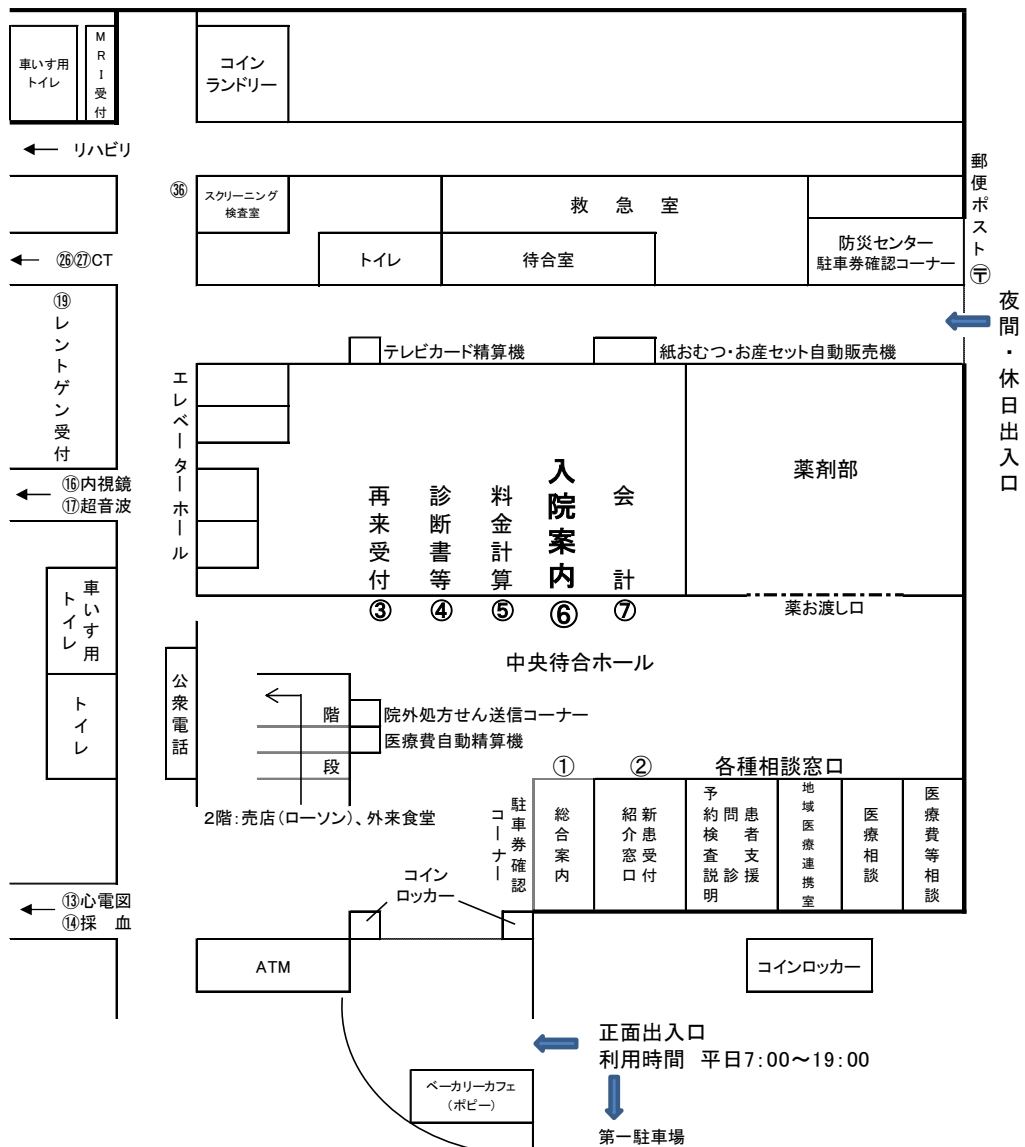 車いす用
トイレ
MRI受付
コイン
ランドリー
← リハビリ
㊱
スクリーニング
検査室
救急室
郵便ポスト〒
← ㉖㉗CT
トイレ
待合室
防災センター
駐車券確認コーナー
夜間・休日出入口
⑲レントゲン受付
テレビカード精算機
紙おむつ・お産セット自動販売機
エレベーターホール
← ⑯内視鏡
⑰超音波
再来受付③
診断書等④
料金計算⑤
入院案内⑥
会計⑦
薬剤部
薬お渡し口
車いす用
トイレ
トイレ
公衆電話
中央待合ホール
階段
院外処方せん送信コーナー
医療費自動精算機
2階:売店(ローソン)、外来食堂
駐車券確認
コーナー
①
総合案内
②
新患受付
紹介窓口
各種相談窓口
患者支援
問診
予約検査説明
地域医療連携室
医療相談
医療費等相談
← ⑬心電図
⑭採 血
コイン
ロッカー
ATM
コインロッカー
正面出入口
利用時間 平日7:00~19:00
ベーカリーカフェ
(ポピー)
第一駐車場